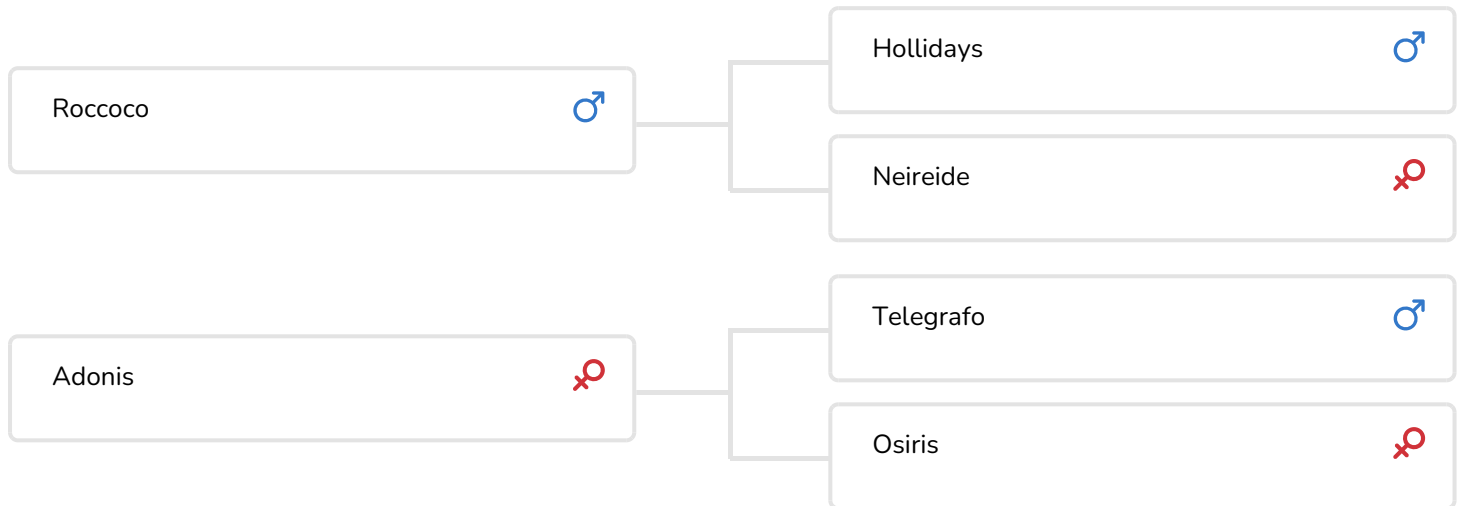 Hollidays
Roccoco
Neireide
Telegrafo
Adonis
Osiris